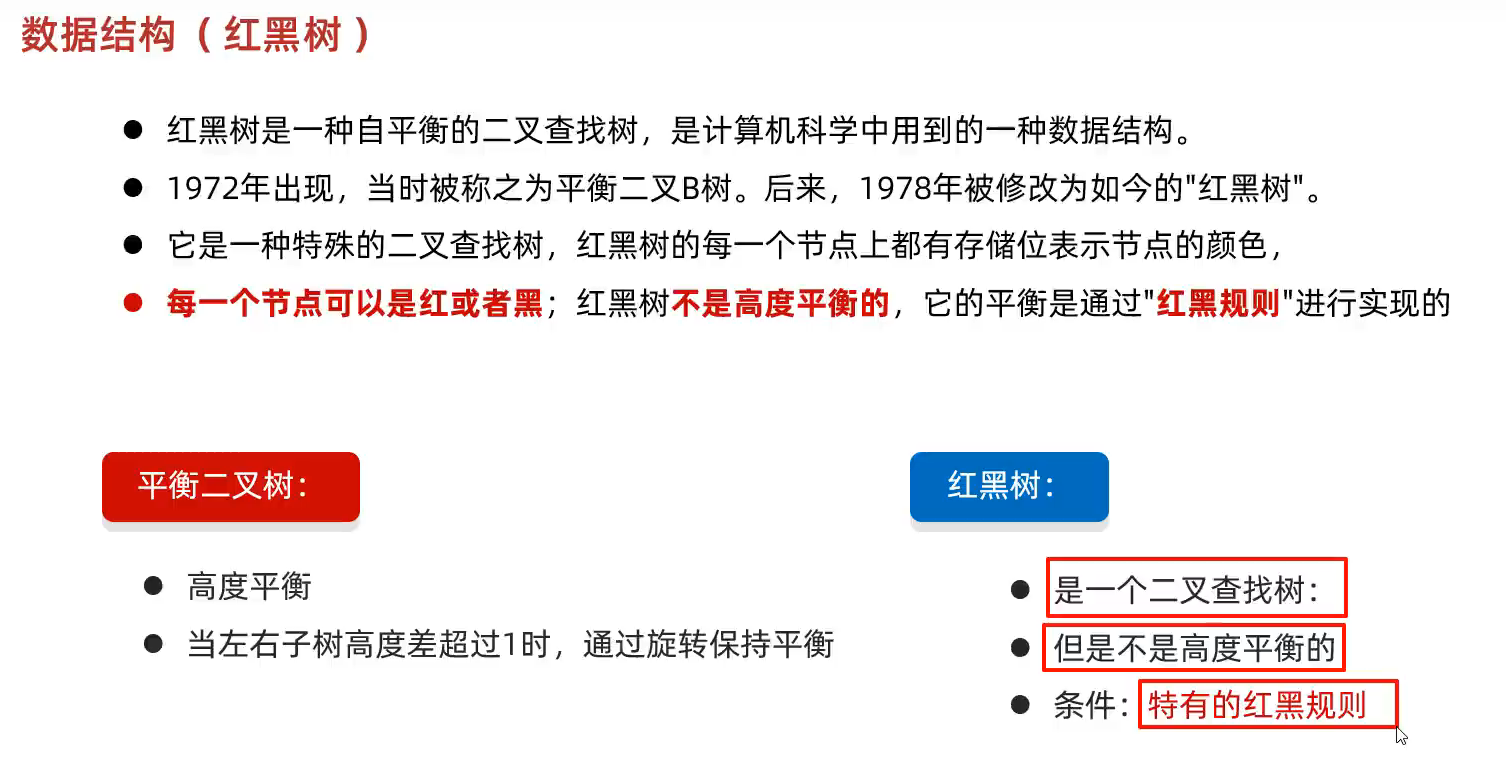 数据结构（红黑树）
红黑树是一种自平衡的二叉查找树，是计算机科学中用到的一种数据结构。
1972年出现，当时被称之为平衡二叉B树。后来，1978年被修改为如今的"红黑树"。
它是一种特殊的二叉查找树，红黑树的每一个节点上都有存储位表示节点的颜色，
每一个节点可以是红或者黑；红黑树不是高度平衡的，它的平衡是通过"红黑规则"进行实现的
平衡二叉树：
高度平衡
当左右子树高度差超过1时，通过旋转保持平衡
红黑树：
是一个二叉查找树：
但是不是高度平衡的
条件：特有的红黑规则